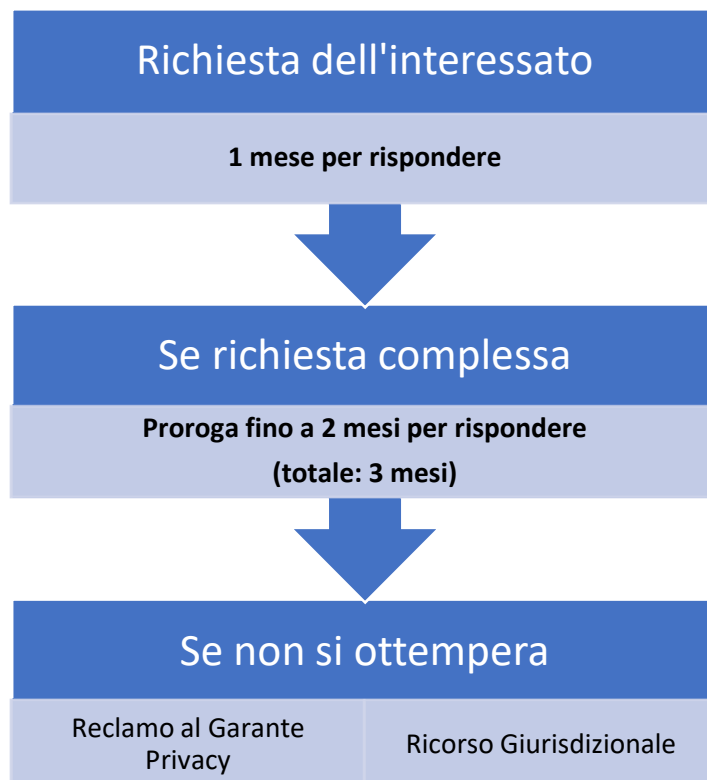 Richiesta dell'interessato
1 mese per rispondere
Se richiesta complessa
Proroga fino a 2 mesi per rispondere
(totale: 3 mesi)
Se non si ottempera
Reclamo al Garante
Privacy
Ricorso Giurisdizionale